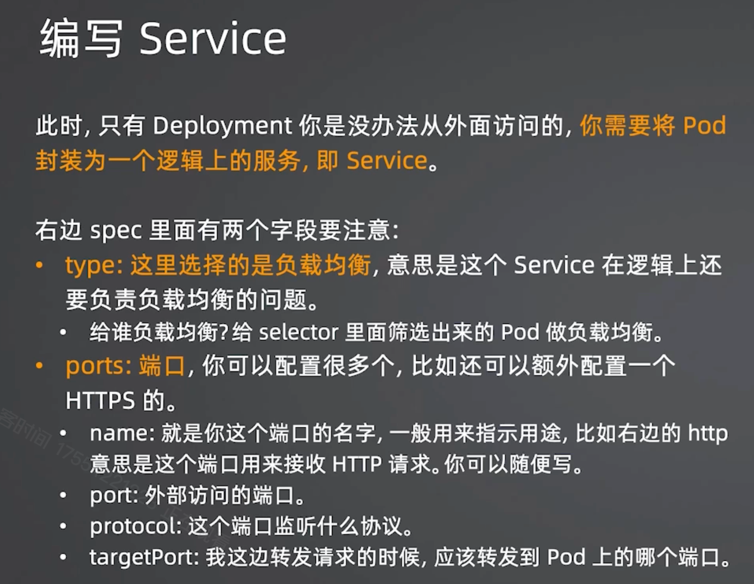 编写 Service
此时, 只有 Deployment 你是没办法从外面访问的, 你需要将 Pod
封装为一个逻辑上的服务, 即 Service。
右边 spec 里面有两个字段要注意:
• type: 这里选择的是负载均衡, 意思是这个 Service 在逻辑上还
要负责负载均衡的问题。
• 给谁负载均衡?给 selector 里面筛选出来的 Pod 做负载均衡。
• ports: 端口, 你可以配置很多个, 比如还可以额外配置一个
HTTPS 的。
• name: 就是你这个端口的名字, 一般用来指示用途, 比如右边的 http
意思是这个端口用来接收 HTTP 请求。你可以随便写。
• port: 外部访问的端口。
• protocol: 这个端口监听什么协议。
• targetPort: 我这边转发请求的时候, 应该转发到 Pod 上的哪个端口。